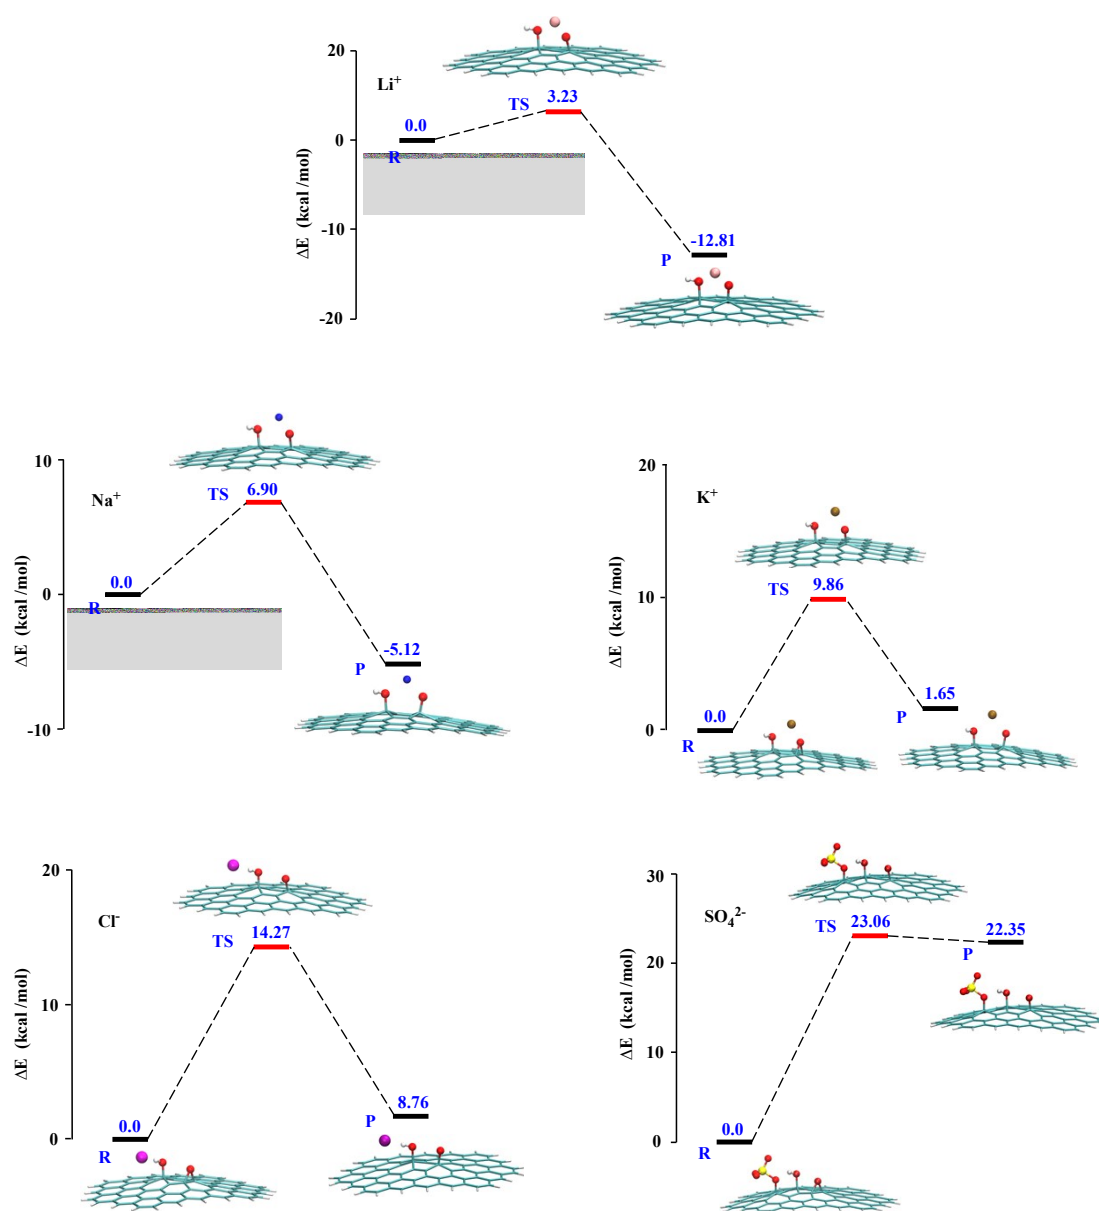 20
Li⁺
TS
3.23
0.0
0
R
ΔE (kcal /mol)
-10
-12.81
P
-20
10
Na⁺
TS
6.90
0.0
0
R
ΔE (kcal /mol)
-5.12
P
-10
20
K⁺
TS
9.86
10
ΔE (kcal /mol)
1.65
0.0
P
0
R
20
Cl⁻
TS
14.27
10
ΔE (kcal /mol)
8.76
0.0
P
0
R
30
SO₄²⁻
TS
23.06
22.35
P
20
ΔE (kcal /mol)
10
0.0
0
R